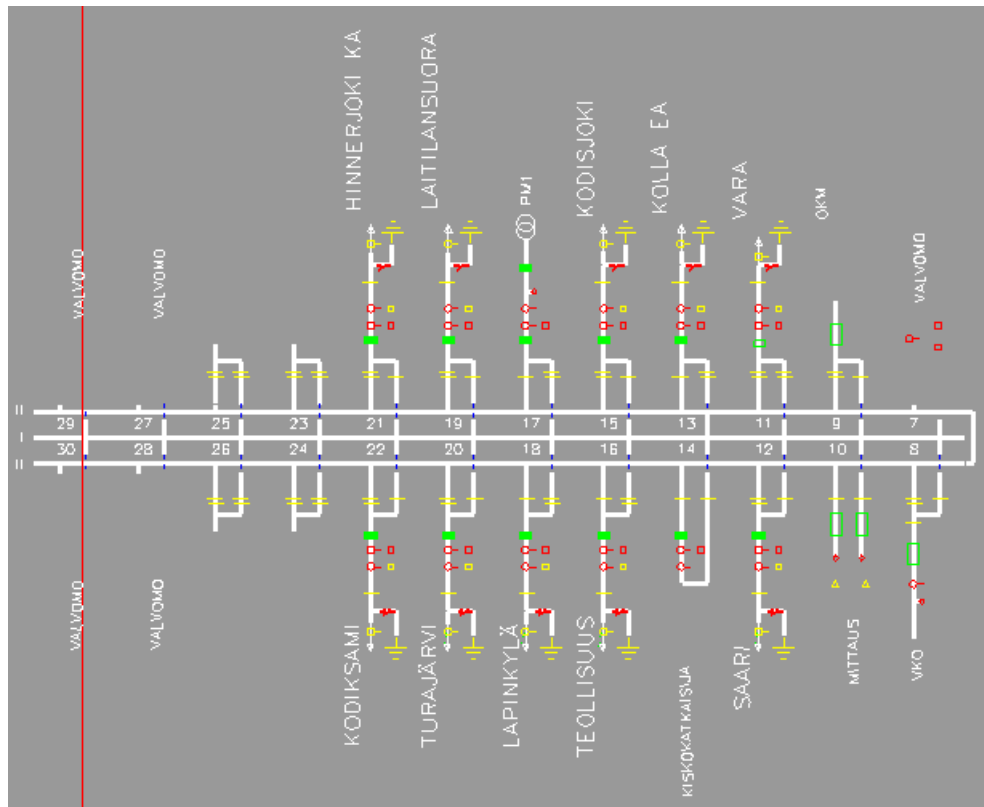 HINNERJOKI KA
LAITILANSUORA
PM1
KODISJOKI
KOLLA EA
VARA
OKM
VALVOMO
VALVOMO
VALVOMO
II
29
27
25
23
21
19
17
15
13
11
9
7
I
30
28
26
24
22
20
18
16
14
12
10
8
II
VALVOMO
VALVOMO
KODIKSAMI
TURAJÄRVI
LAPINKYLÄ
TEOLLISUUS
KISKOKATKAISIJA
SAARI
MITTAUS
VKO